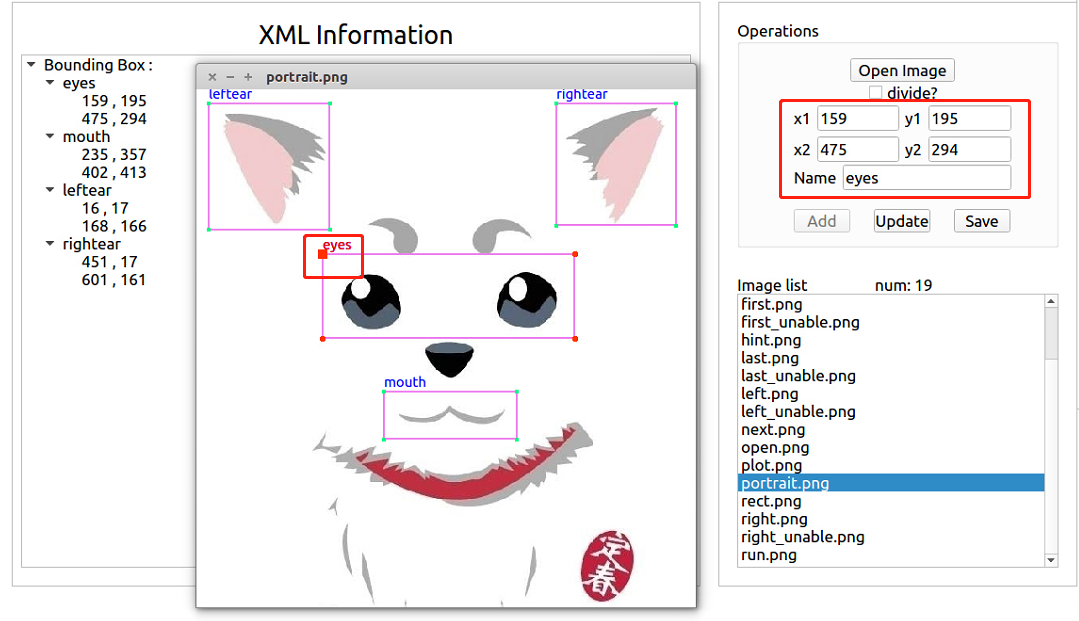 XML Information
Bounding Box :
eyes
159 , 195
475 , 294
mouth
235 , 357
402 , 413
leftear
16 , 17
168 , 166
rightear
451 , 17
601 , 161
portrait.png
leftear
rightear
eyes
mouth
定春
Operations
Open Image
divide?
x1 159 y1 195
x2 475 y2 294
Name eyes
Add Update Save
Image list num: 19
first.png
first_unable.png
hint.png
last.png
last_unable.png
left.png
left_unable.png
next.png
open.png
plot.png
portrait.png
rect.png
right.png
right_unable.png
run.png